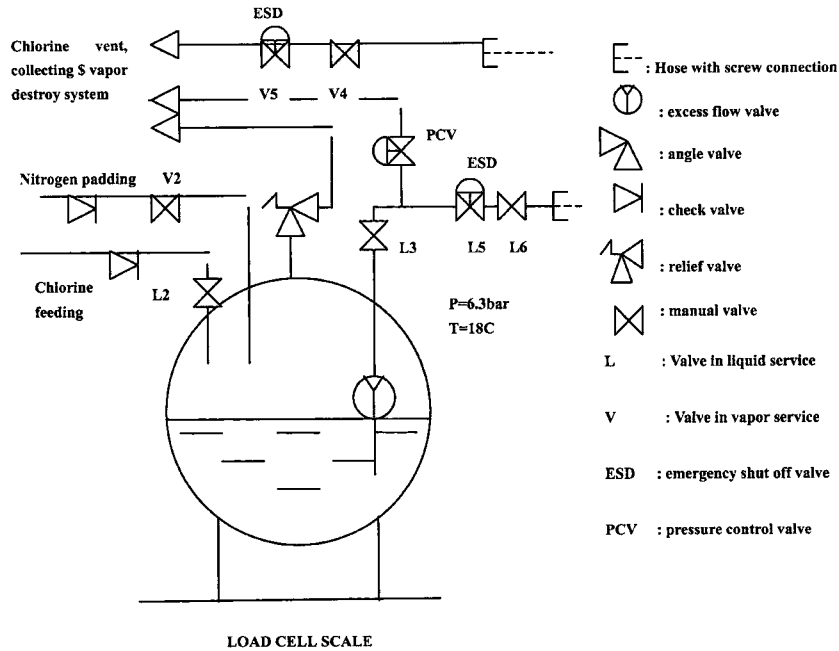 ESD
Chlorine vent,
collecting $ vapor
destroy system
V5
V4
PCV
ESD
Nitrogen padding
V2
L3
L5
L6
Chlorine
feeding
L2
P=6.3bar
T=18C
LOAD CELL SCALE
: Hose with screw connection
: excess flow valve
: angle valve
: check valve
: relief valve
: manual valve
L : Valve in liquid service
V : Valve in vapor service
ESD : emergency shut off valve
PCV : pressure control valve